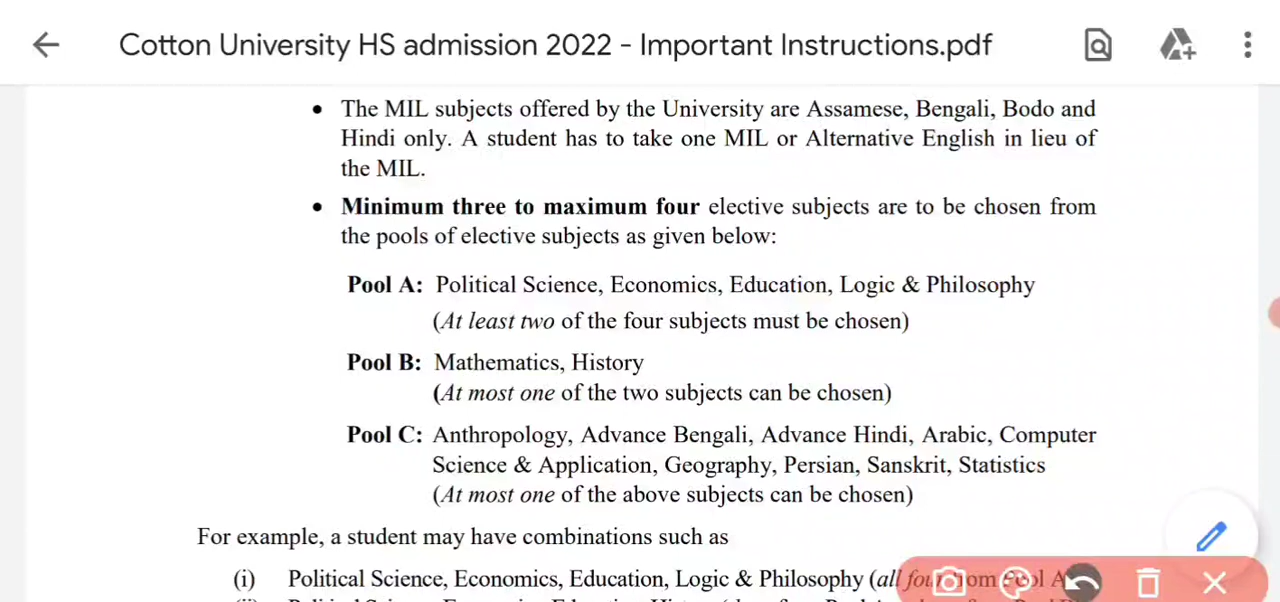 Cotton University HS admission 2022 - Important Instructions.pdf
• The MIL subjects offered by the University are Assamese, Bengali, Bodo and
Hindi only. A student has to take one MIL or Alternative English in lieu of
the MIL.
• Minimum three to maximum four elective subjects are to be chosen from
the pools of elective subjects as given below:
Pool A: Political Science, Economics, Education, Logic & Philosophy
(At least two of the four subjects must be chosen)
Pool B: Mathematics, History
(At most one of the two subjects can be chosen)
Pool C: Anthropology, Advance Bengali, Advance Hindi, Arabic, Computer
Science & Application, Geography, Persian, Sanskrit, Statistics
(At most one of the above subjects can be chosen)
For example, a student may have combinations such as
(i) Political Science, Economics, Education, Logic & Philosophy (all four from Pool A